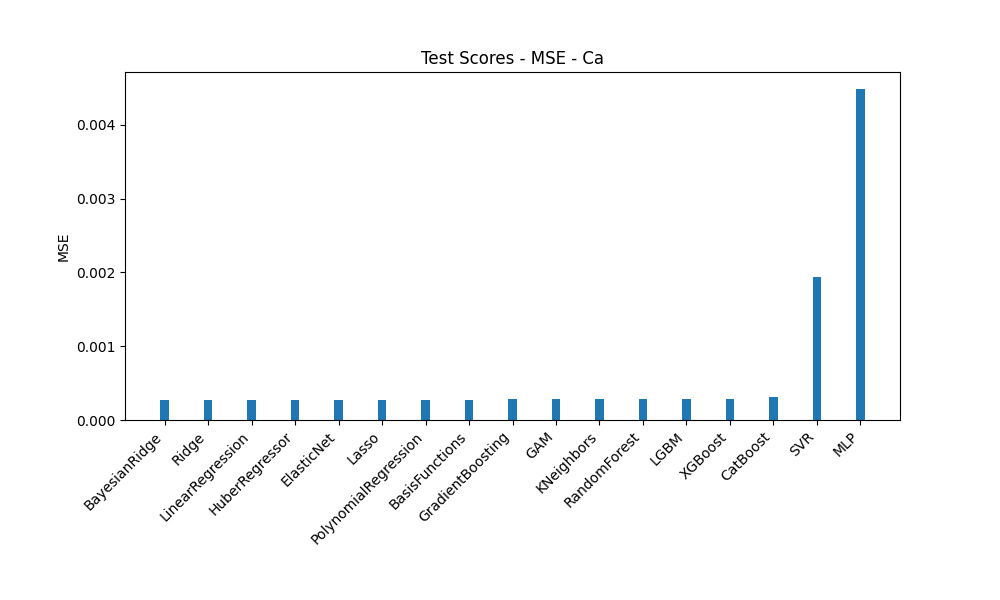 Test Scores - MSE - Ca
MSE
0.004
0.003
0.002
0.001
0.000
BayesianRidge
Ridge
LinearRegression
HuberRegressor
ElasticNet
Lasso
PolynomialRegression
BasisFunctions
GradientBoosting
GAM
KNeighbors
RandomForest
LGBM
XGBoost
CatBoost
SVR
MLP